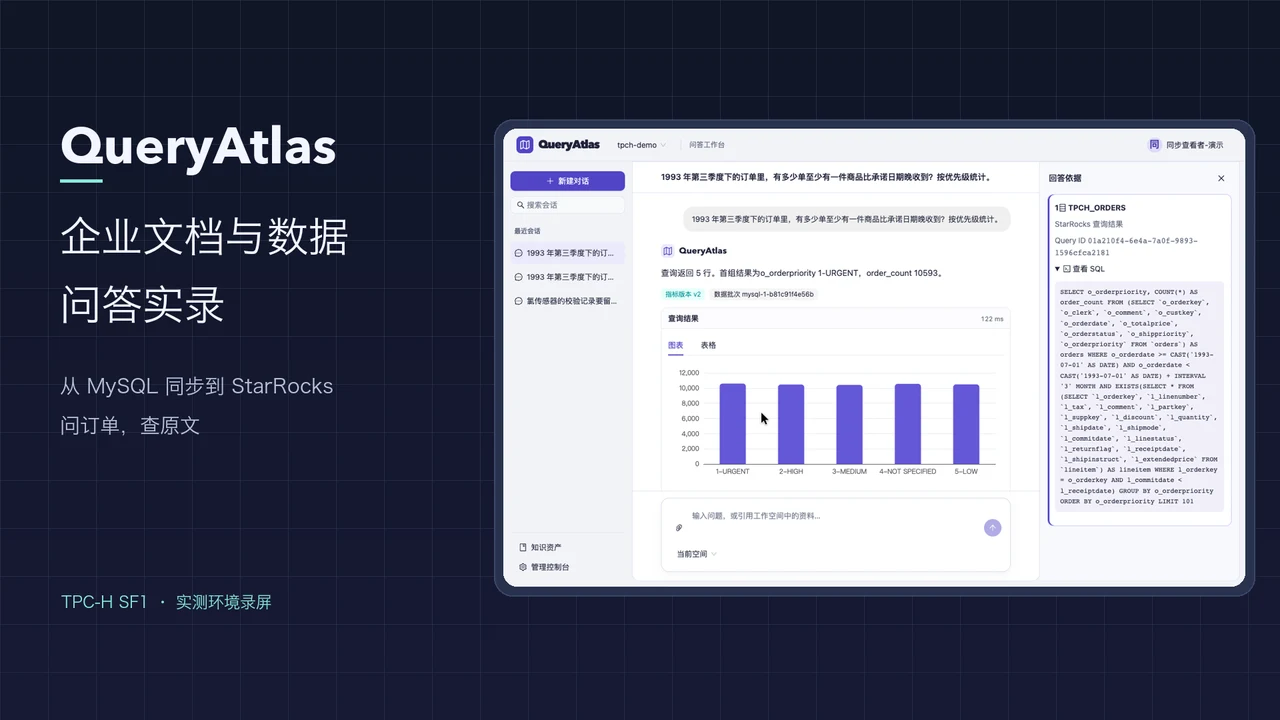 QueryAtlas
企业文档与数据
问答实录
从 MySQL 同步到 StarRocks
问订单，查原文
TPC-H SF1 · 实测环境录屏
QueryAtlas
tpch-demo
问答工作台
同
同步查看者-演示
+ 新建对话
搜索会话
最近会话
1993 年第三季度下的订...
1993 年第三季度下的订...
氯传感器的校验记录要留...
知识资产
管理控制台
1993 年第三季度下的订单里，有多少单至少有一件商品比承诺日期晚收到？按优先级统计。
1993 年第三季度下的订单里，有多少单至少有一件商品比承诺日期晚收到？按优先级统计。
QueryAtlas
查询返回 5 行。首组结果为o_orderpriority 1-URGENT，order_count 10593。
指标版本 v2
数据批次 mysql-1-b81c91f4e56b
查询结果
122 ms
图表
表格
12,000
10,000
8,000
6,000
4,000
2,000
0
1-URGENT
2-HIGH
3-MEDIUM
4-NOT SPECIFIED
5-LOW
输入问题，或引用工作空间中的资料...
当前空间
回答依据
1 TPCH_ORDERS
StarRocks 查询结果
Query ID 01a210f4-6e4a-7a0f-9893-
1596cfca2181
查看 SQL
SELECT o_orderpriority, COUNT(*) AS
order_count FROM (SELECT `o_orderkey`,
`o_clerk`, `o_comment`, `o_custkey`,
`o_orderdate`, `o_totalprice`,
`o_orderstatus`, `o_shippriority`,
`o_orderpriority` FROM `orders`) AS
orders WHERE o_orderdate >= CAST('1993-
07-01' AS DATE) AND o_orderdate <
CAST('1993-07-01' AS DATE) + INTERVAL
'3' MONTH AND EXISTS(SELECT * FROM
(SELECT `l_orderkey`, `l_linenumber`,
`l_tax`, `l_comment`, `l_partkey`,
`l_suppkey`, `l_discount`, `l_quantity`,
`l_shipdate`, `l_shipmode`,
`l_commitdate`, `l_linestatus`,
`l_returnflag`, `l_receiptdate`,
`l_shipinstruct`, `l_extendedprice` FROM
`lineitem`) AS lineitem WHERE l_orderkey
= o_orderkey AND l_commitdate <
l_receiptdate) GROUP BY o_orderpriority
ORDER BY o_orderpriority LIMIT 101